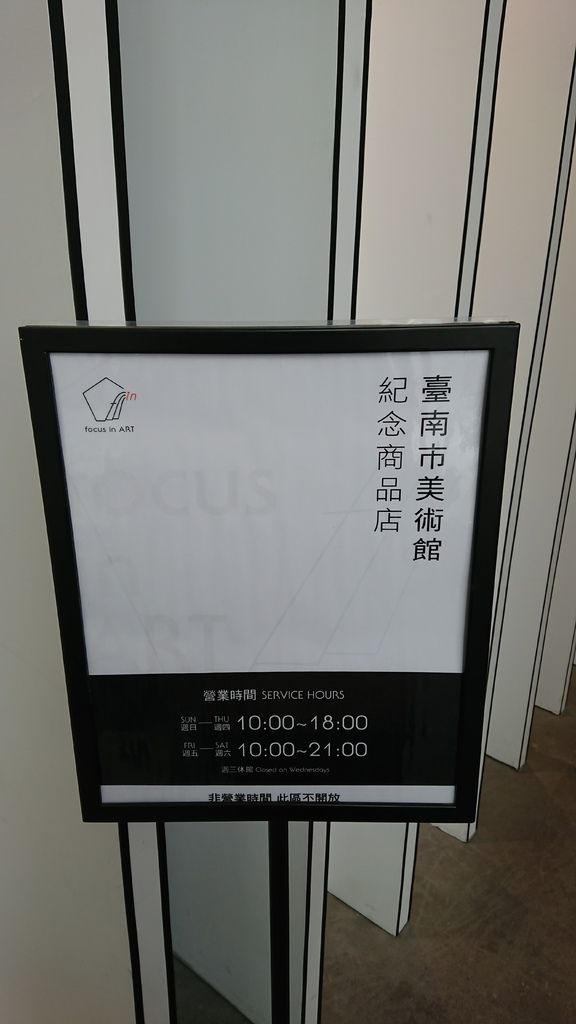 in
focus in ART
臺南市美術館
紀念商品店
營業時間 SERVICE HOURS
SUN 週日 — THU 週四 10:00~18:00
FRI 週五 — SAT 週六 10:00~21:00
週三休館 Closed on Wednesdays
非營業時間 此區不開放